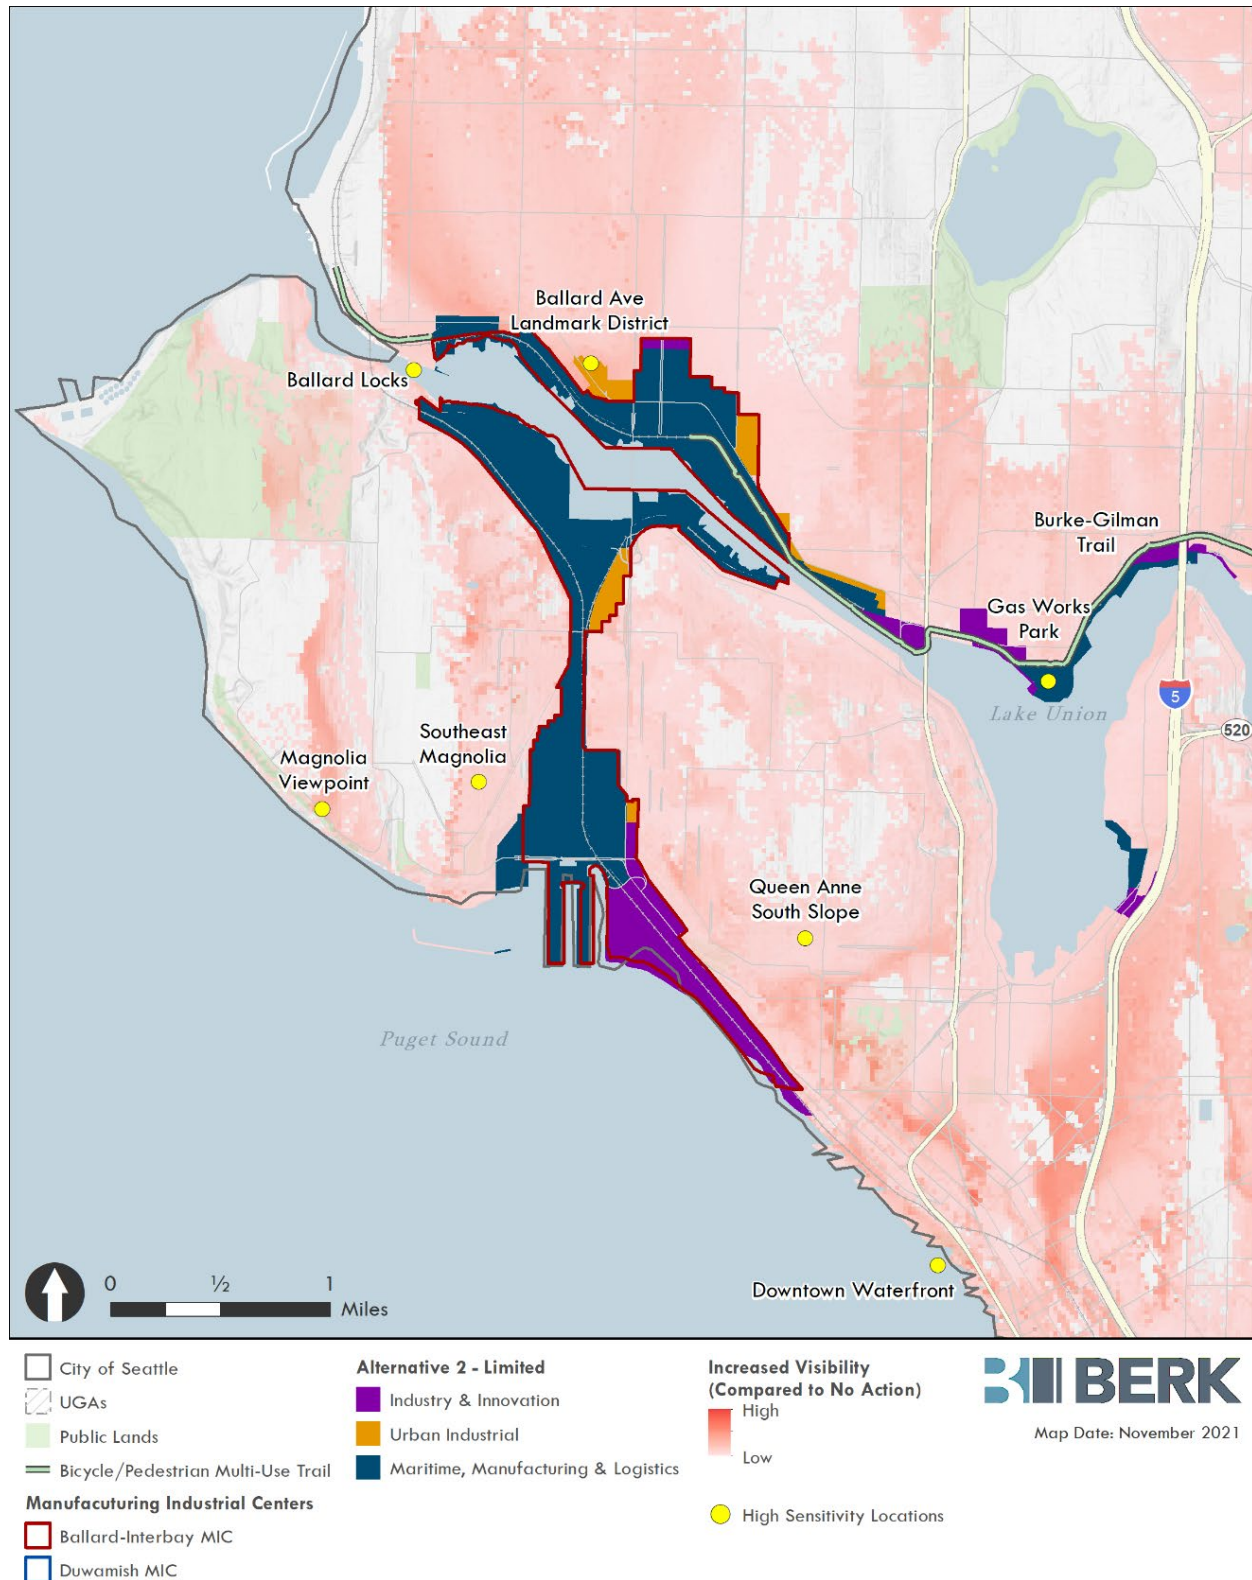 Ballard Ave
Landmark District
Ballard Locks
Burke-Gilman
Trail
Gas Works
Park
Lake Union
5
520
Southeast
Magnolia
Magnolia
Viewpoint
Queen Anne
South Slope
Puget Sound
Downtown Waterfront
0 ½ 1
Miles
City of Seattle
UGAs
Public Lands
Bicycle/Pedestrian Multi-Use Trail
Manufacuturing Industrial Centers
Ballard-Interbay MIC
Duwamish MIC
Alternative 2 - Limited
Industry & Innovation
Urban Industrial
Maritime, Manufacturing & Logistics
Increased Visibility
(Compared to No Action)
High
Low
High Sensitivity Locations
BERK
Map Date: November 2021